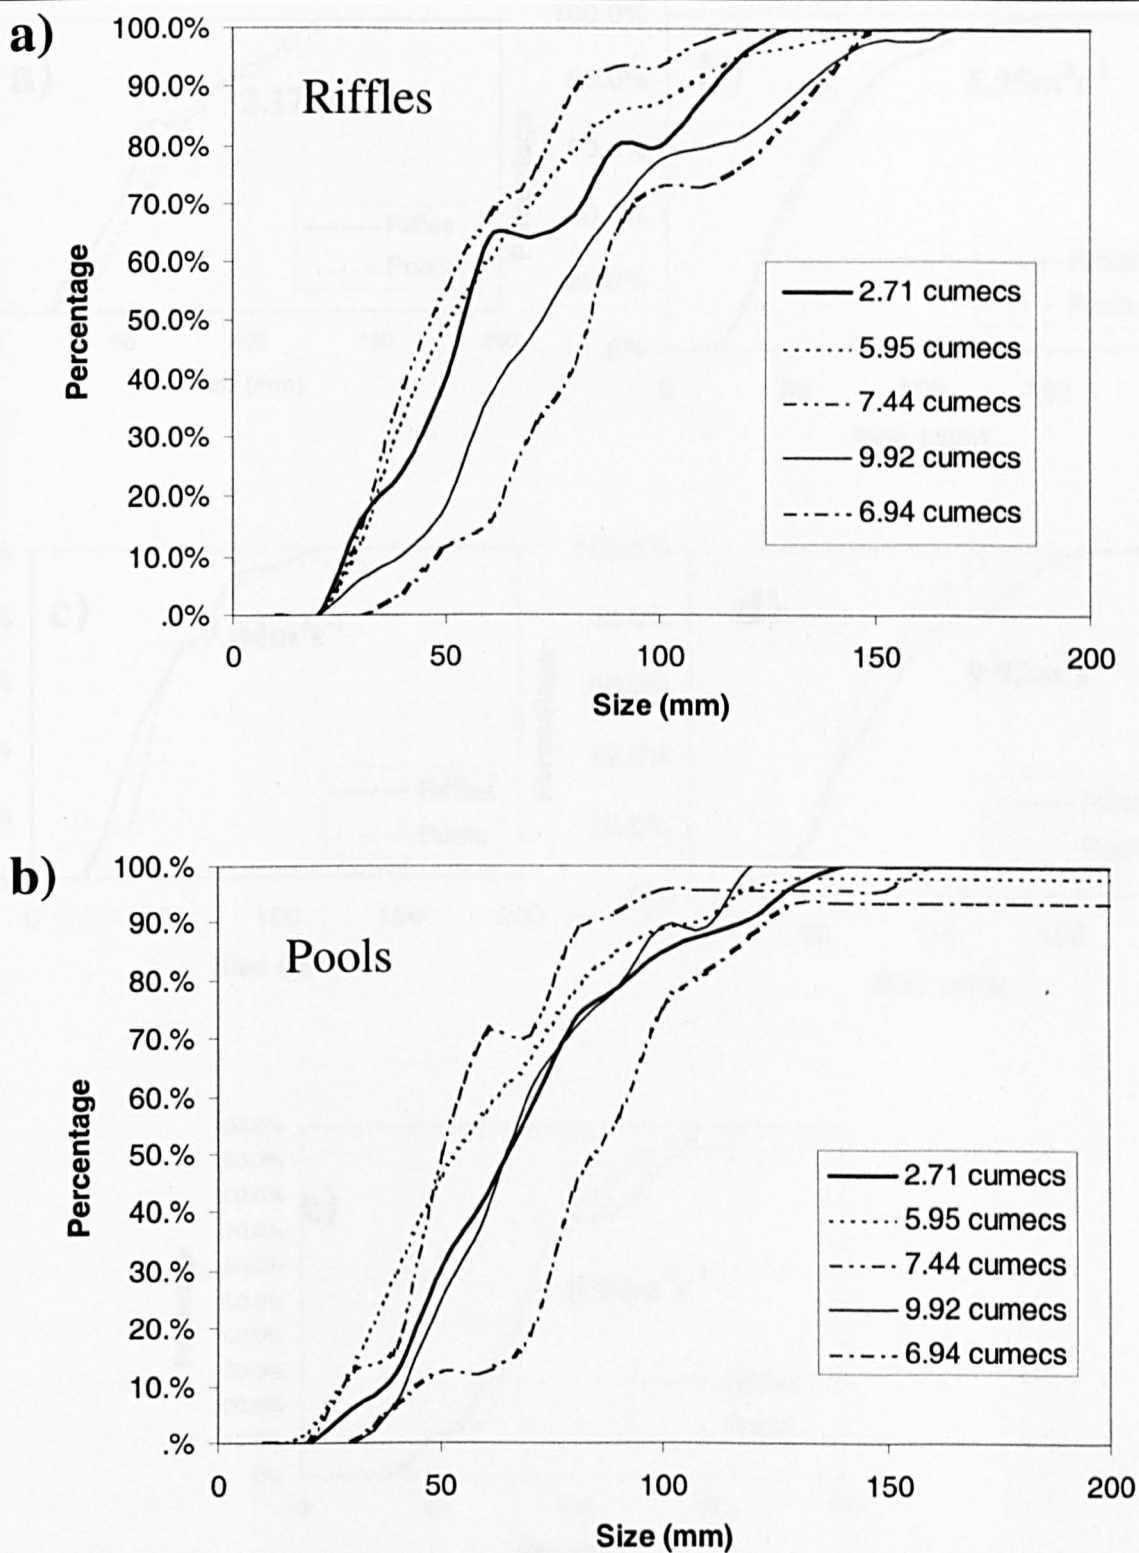 a)
Riffles
100.0%
90.0%
80.0%
70.0%
60.0%
50.0%
40.0%
30.0%
20.0%
10.0%
.0%
Percentage
0 50 100 150 200
Size (mm)
2.71 cumecs
5.95 cumecs
7.44 cumecs
9.92 cumecs
6.94 cumecs
b)
Pools
100.%
90.%
80.%
70.%
60.%
50.%
40.%
30.%
20.%
10.%
.%
Percentage
0 50 100 150 200
Size (mm)
2.71 cumecs
5.95 cumecs
7.44 cumecs
9.92 cumecs
6.94 cumecs